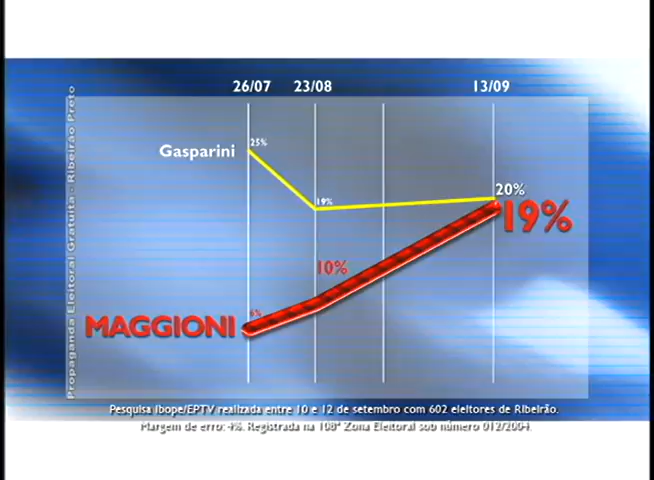 26/07 23/08 13/09
Propaganda Eleitoral Gratuita - Ribeirão Preto
Gasparini
25%
19%
20%
19%
10%
6%
MAGGIONI
Pesquisa Ibope/EPTV realizada entre 10 e 12 de setembro com 602 eleitores de Ribeirão.
Margem de erro: 4%. Registrada na 108ª Zona Eleitoral sob número 012/2004.